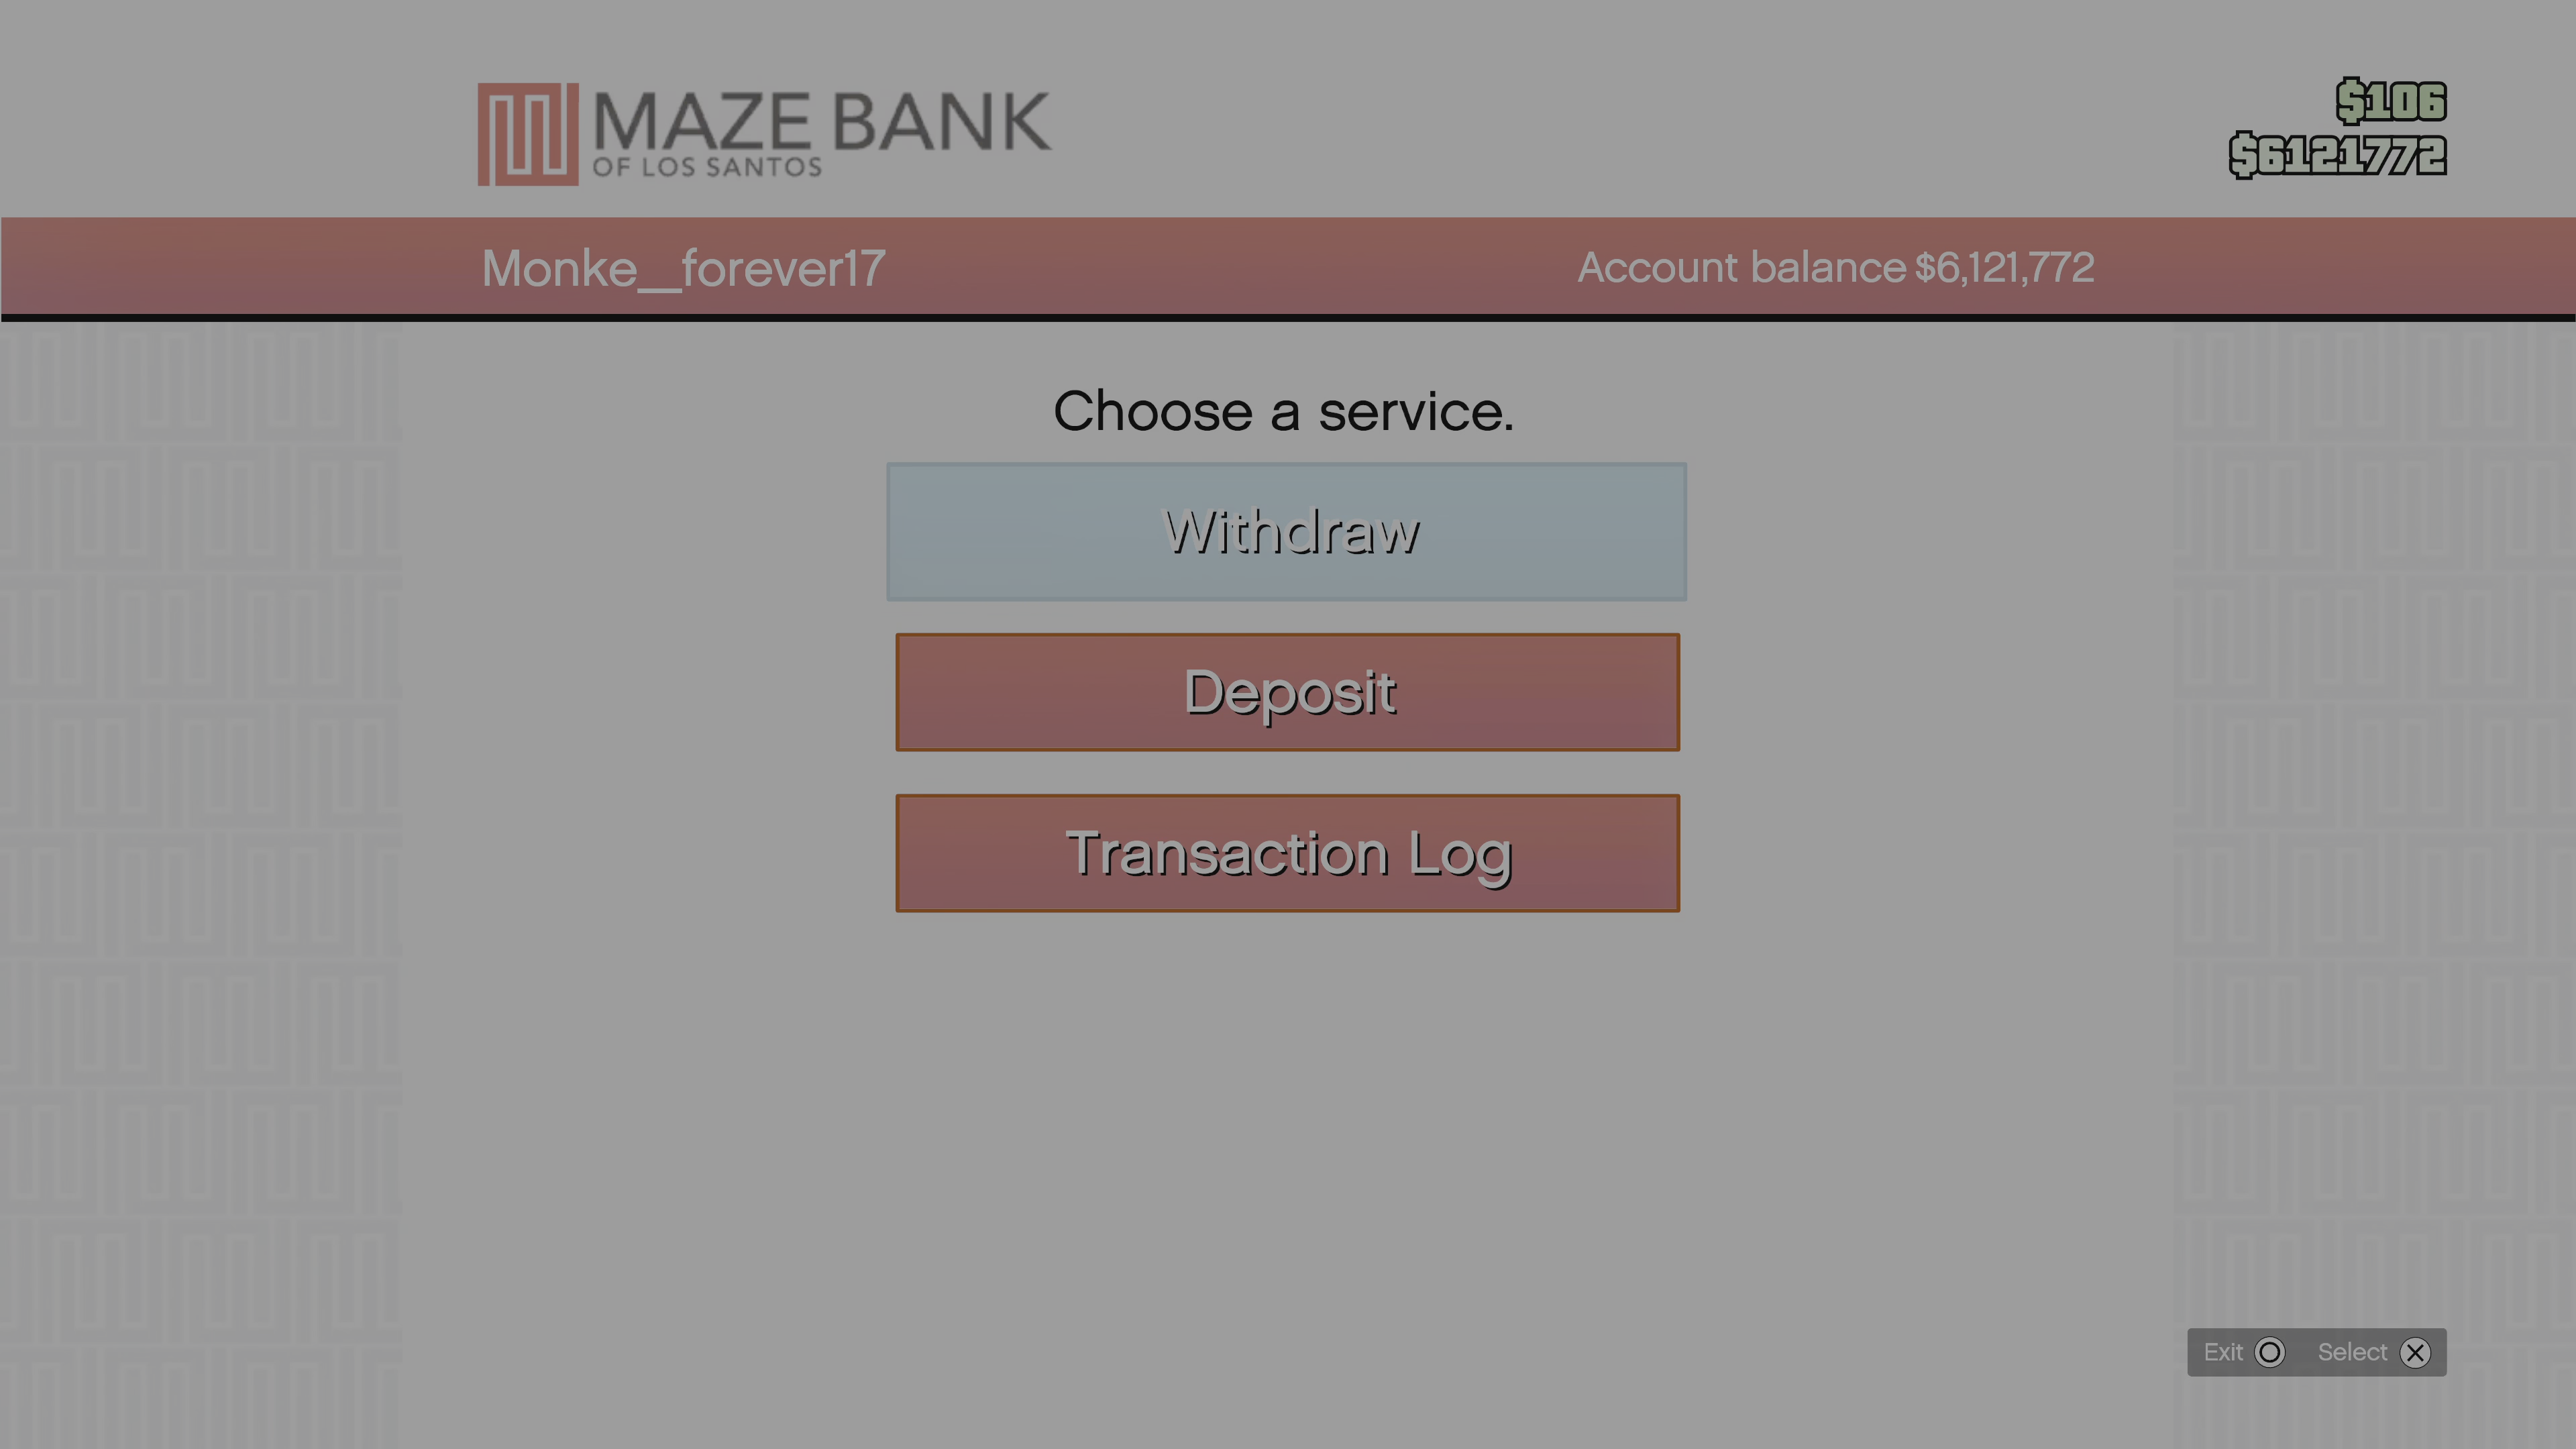 MAZE BANK
OF LOS SANTOS
$106
$6121772
Monke__forever17
Account balance $6,121,772
Choose a service.
Withdraw
Deposit
Transaction Log
Exit Select